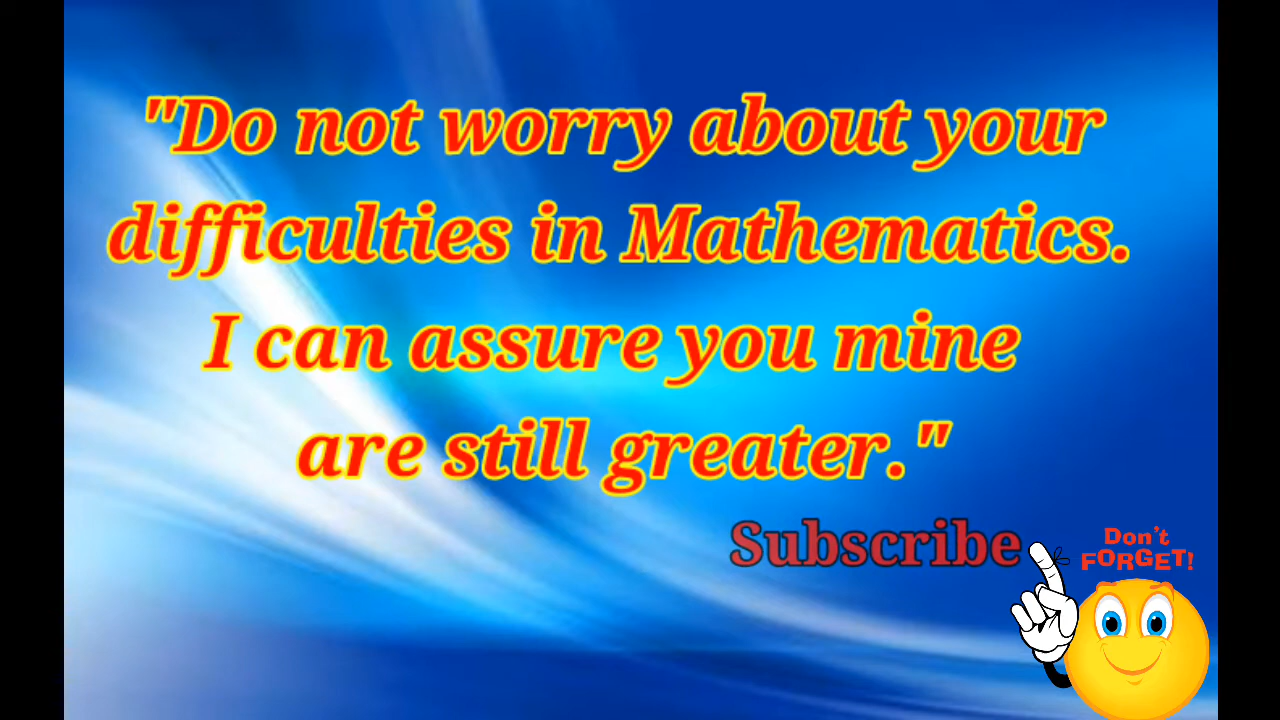 "Do not worry about your
difficulties in Mathematics.
I can assure you mine
are still greater."
Subscribe
Don't
FORGET!